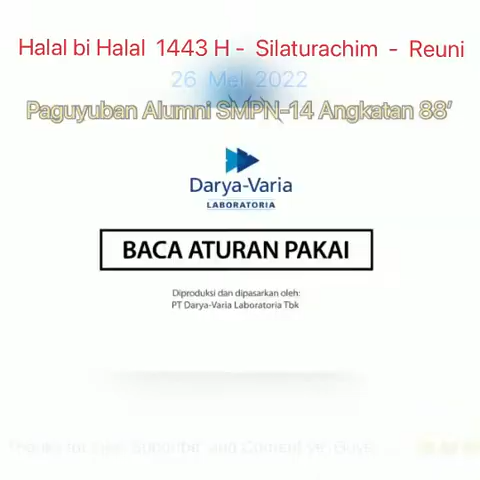 Halal bi Halal 1443 H - Silaturachim - Reuni
26 Mei 2022
Paguyuban Alumni SMPN-14 Angkatan 88'
Darya-Varia
LABORATORIA
BACA ATURAN PAKAI
Diproduksi dan dipasarkan oleh:
PT Darya-Varia Laboratoria Tbk